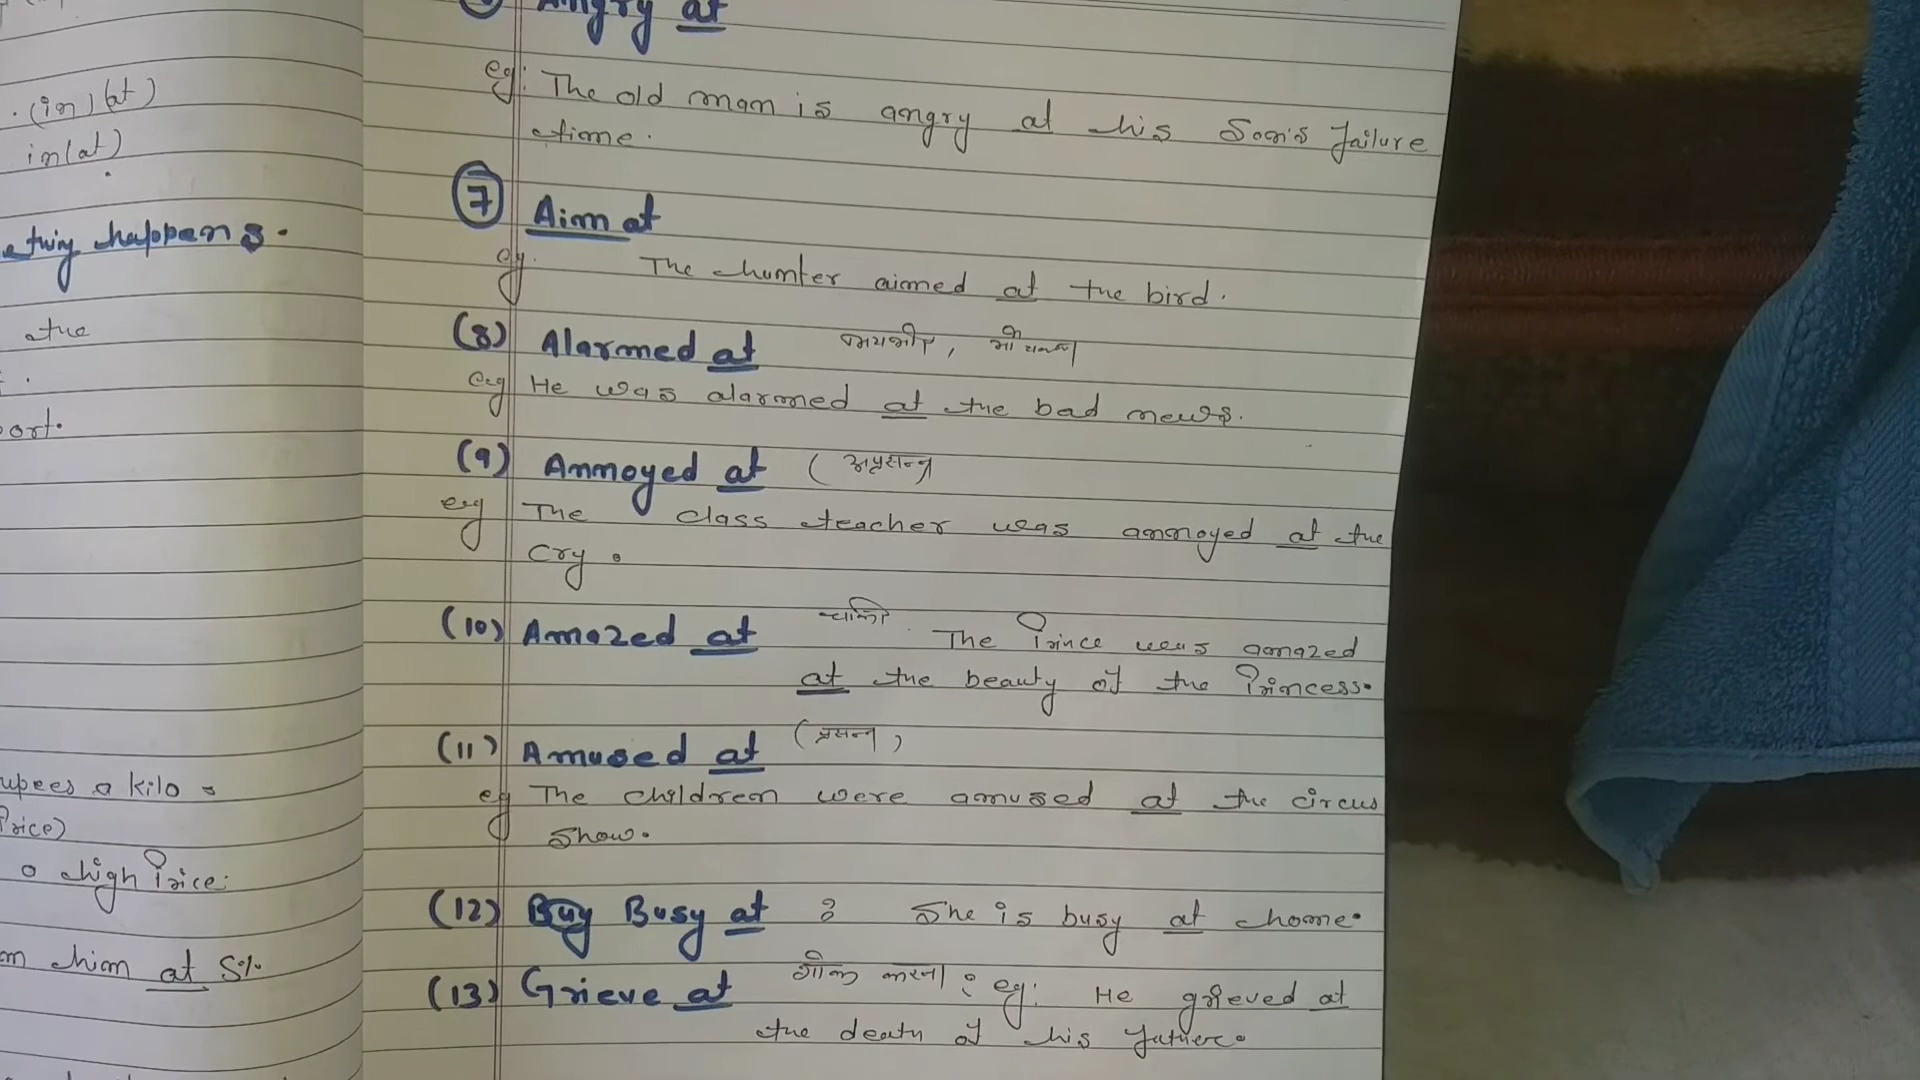 . (in) (at)
in (at)
happens.
the
.
ort.
upees a kilo
Price)
high Price.
m him at 5%
Angry at
eg: The old man is angry at his son's failure
time.
7 Aim at
eg. The hunter aimed at the bird.
(8) Alarmed at भयभीत,
eg He was alarmed at the bad news.
(9) Annoyed at (अप्रसन्न)
eg The class teacher was annoyed at the
cry.
(10) Amazed at चकित The Prince was amazed
at the beauty of the Princess.
(11) Amused at (प्रसन्न)
eg The children were amused at the circus
show.
(12) Busy at : She is busy at home.
(13) Grieve at शोक करना : eg: He grieved at
the death of his father.